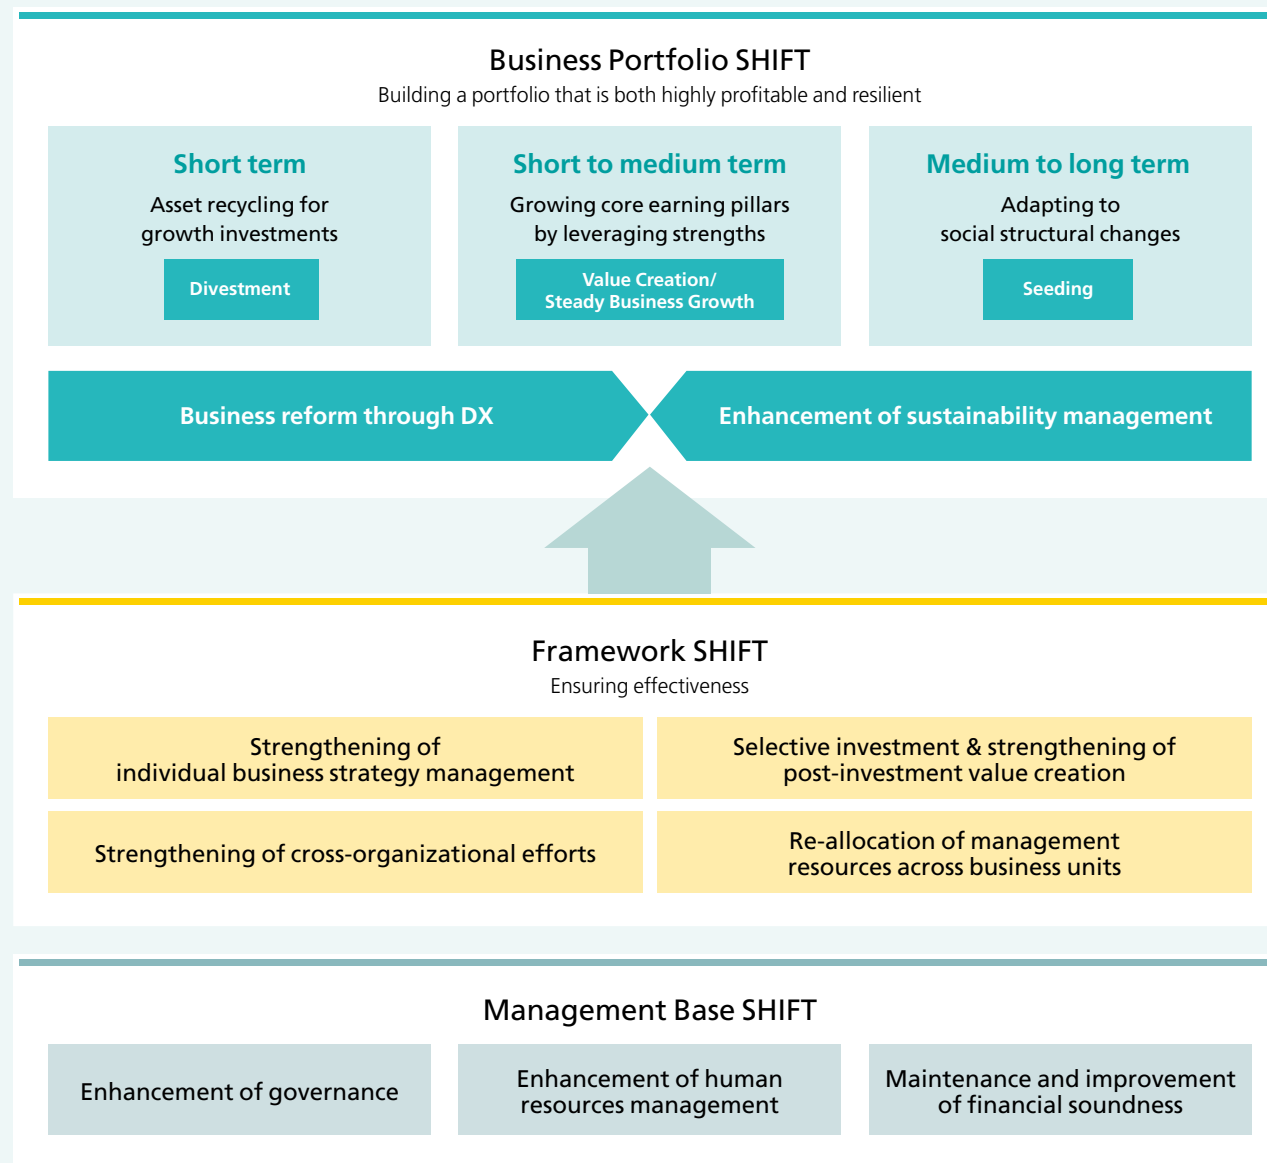 Business Portfolio SHIFT
Building a portfolio that is both highly profitable and resilient
Short term
Asset recycling for
growth investments
Divestment
Short to medium term
Growing core earning pillars
by leveraging strengths
Value Creation/
Steady Business Growth
Medium to long term
Adapting to
social structural changes
Seeding
Business reform through DX
Enhancement of sustainability management
Framework SHIFT
Ensuring effectiveness
Strengthening of
individual business strategy management
Selective investment & strengthening of
post-investment value creation
Strengthening of cross-organizational efforts
Re-allocation of management
resources across business units
Management Base SHIFT
Enhancement of governance
Enhancement of human
resources management
Maintenance and improvement
of financial soundness